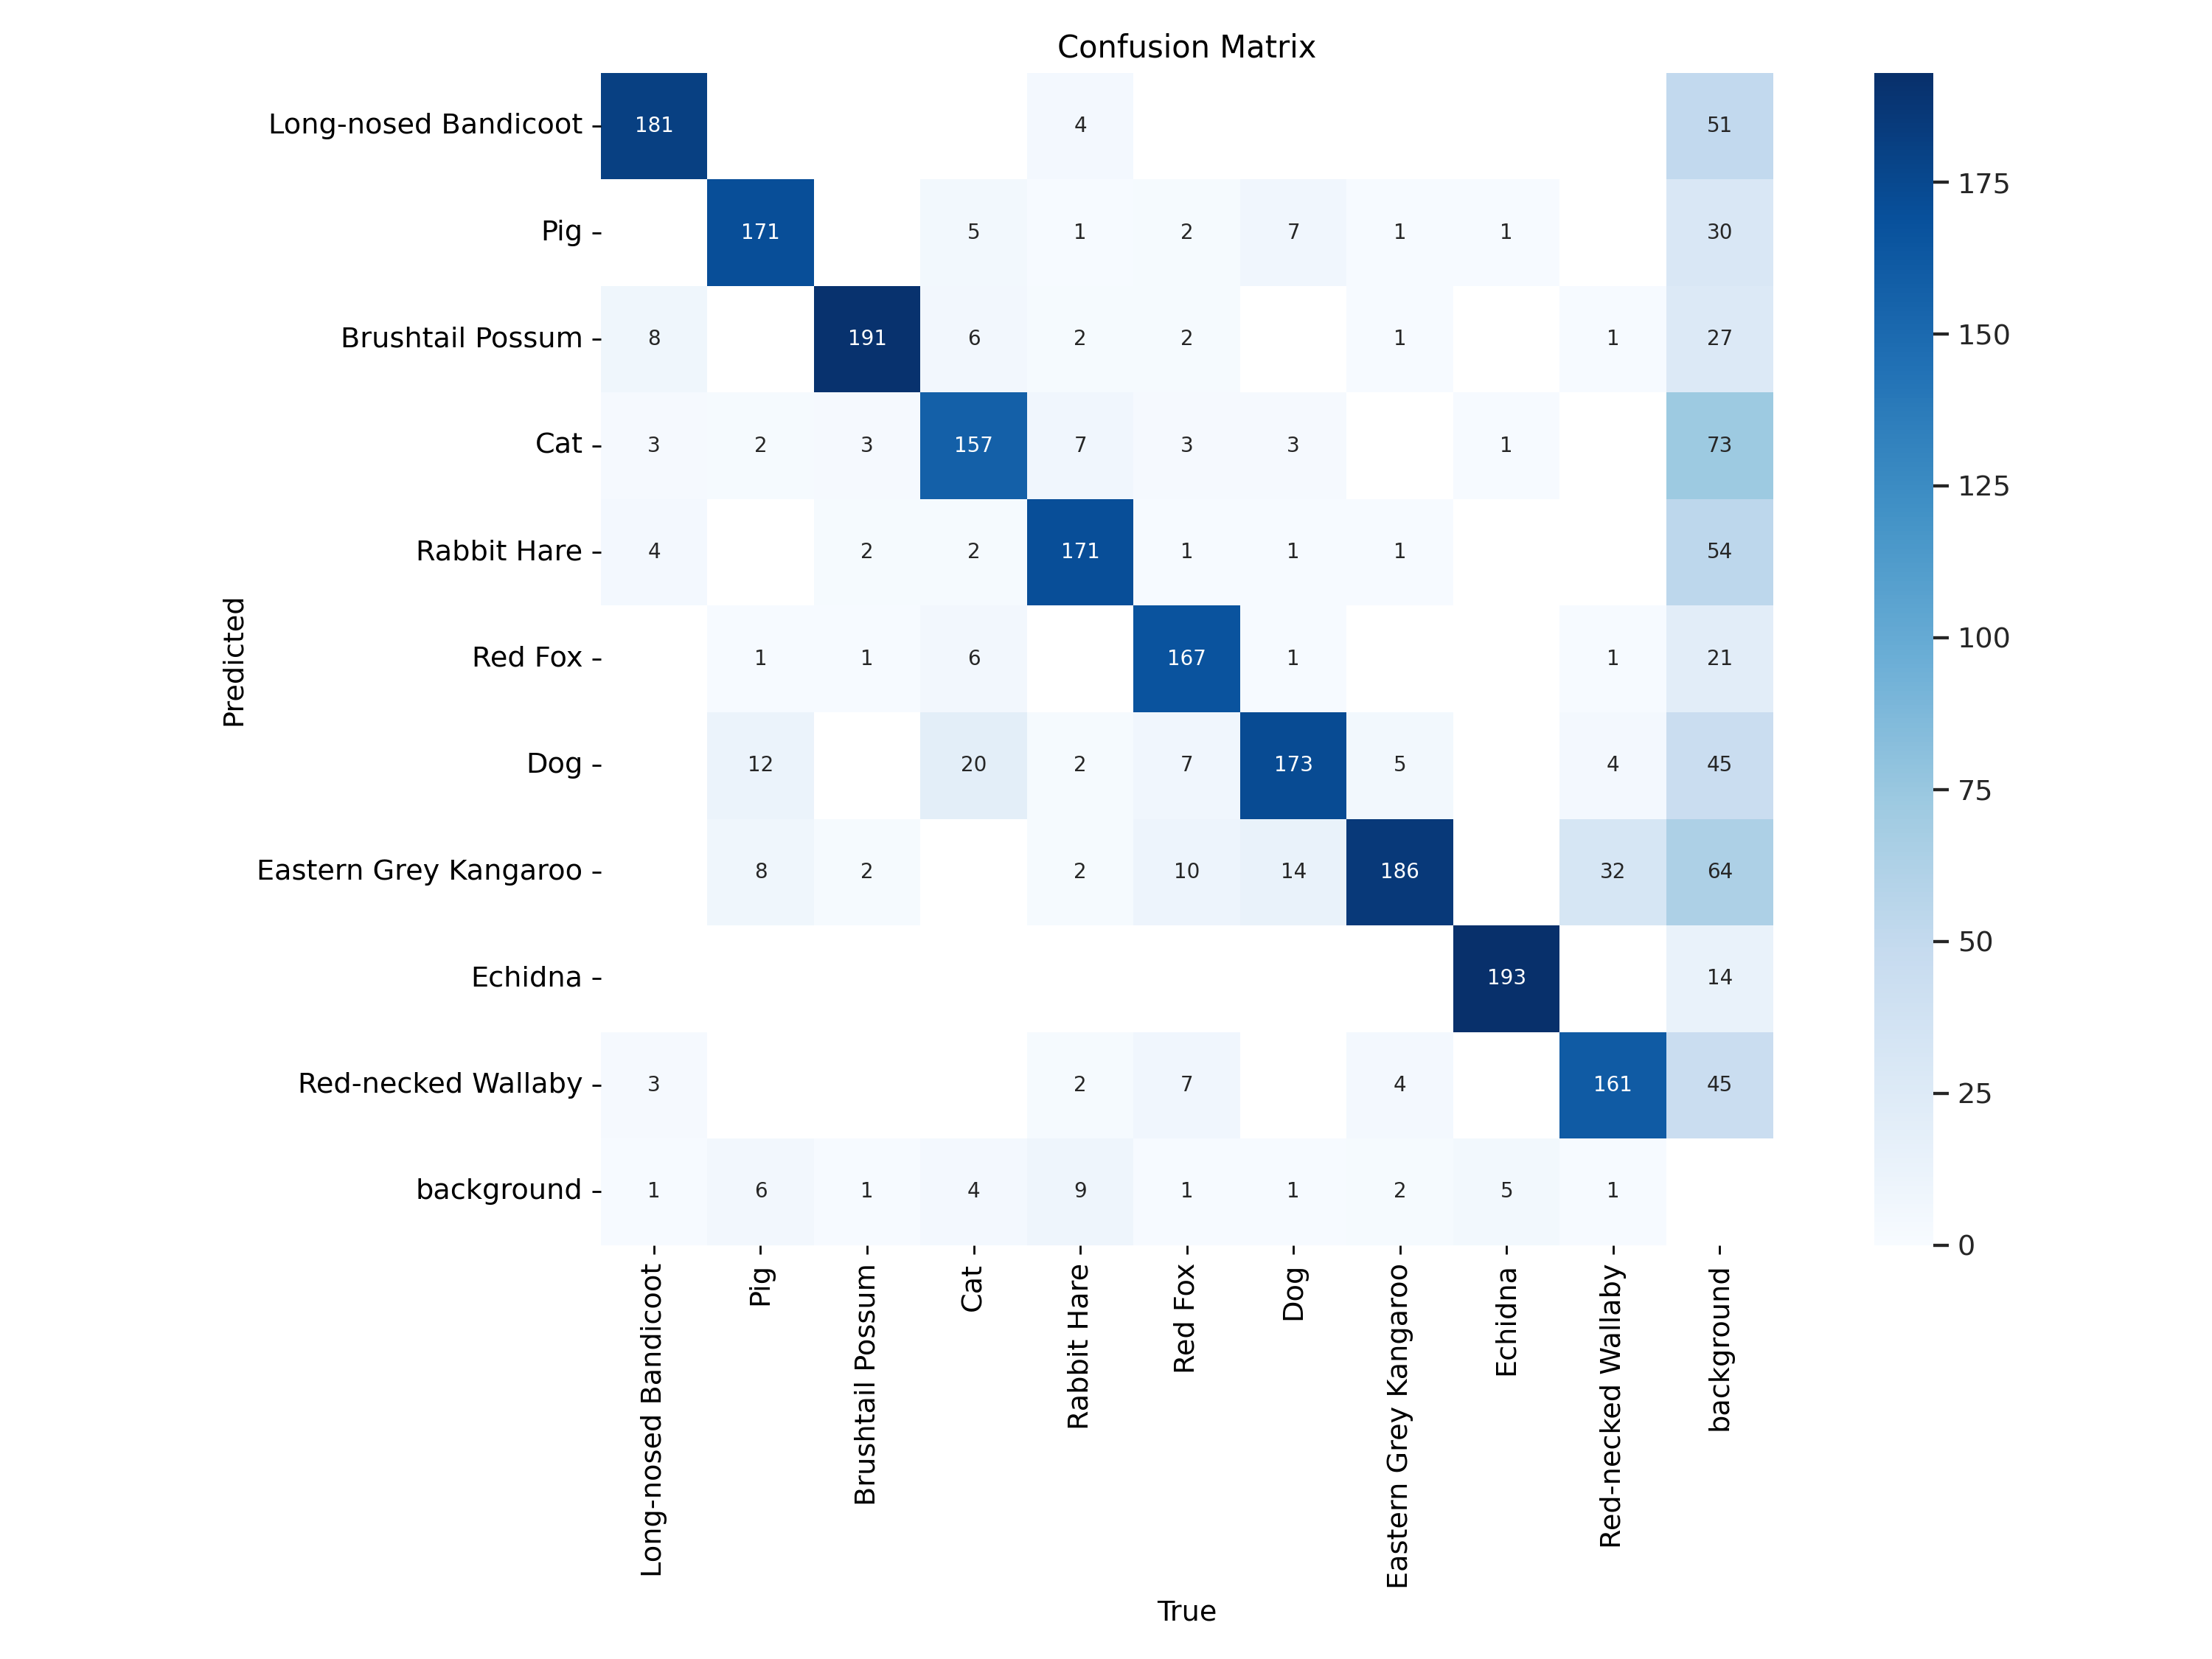 Confusion Matrix
Long-nosed Bandicoot 181 4 51
Pig 171 5 1 2 7 1 1 30
Brushtail Possum 8 191 6 2 2 1 1 27
Cat 3 2 3 157 7 3 3 1 73
Rabbit Hare 4 2 2 171 1 1 1 54
Red Fox 1 1 6 167 1 1 21
Dog 12 20 2 7 173 5 4 45
Eastern Grey Kangaroo 8 2 2 10 14 186 32 64
Echidna 193 14
Red-necked Wallaby 3 2 7 4 161 45
background 1 6 1 4 9 1 1 2 5 1
Predicted
Long-nosed Bandicoot
Pig
Brushtail Possum
Cat
Rabbit Hare
Red Fox
Dog
Eastern Grey Kangaroo
Echidna
Red-necked Wallaby
background
True
175
150
125
100
75
50
25
0